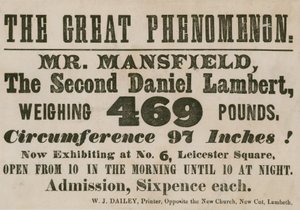 THE GREAT PHENOMENON:
MR. MANSFIELD,
The Second Daniel Lambert,
WEIGHING 469 POUNDS.
Circumference 97 Inches!
Now Exhibiting at No. 6, Leicester Square,
OPEN FROM 10 IN THE MORNING UNTIL 10 AT NIGHT.
Admission, Sixpence each.
W. J. DAILEY, Printer, Opposite the New Church, New Cut, Lambeth.